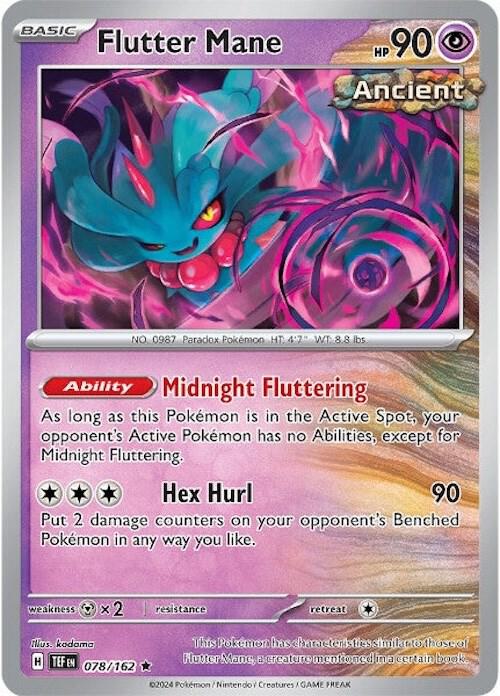 BASIC
Flutter Mane
HP 90
Ancient
NO. 0987 Paradox Pokémon HT: 4'7" WT: 8.8 lbs
Ability Midnight Fluttering
As long as this Pokémon is in the Active Spot, your
opponent's Active Pokémon has no Abilities, except for
Midnight Fluttering.
Hex Hurl 90
Put 2 damage counters on your opponent's Benched
Pokémon in any way you like.
weakness ×2 resistance retreat
Illus. kodama
H TEF EN 078/162 ★
This Pokémon has characteristics similar to those of
Flutter Mane, a creature mentioned in a certain book.
©2024 Pokémon / Nintendo / Creatures / GAME FREAK